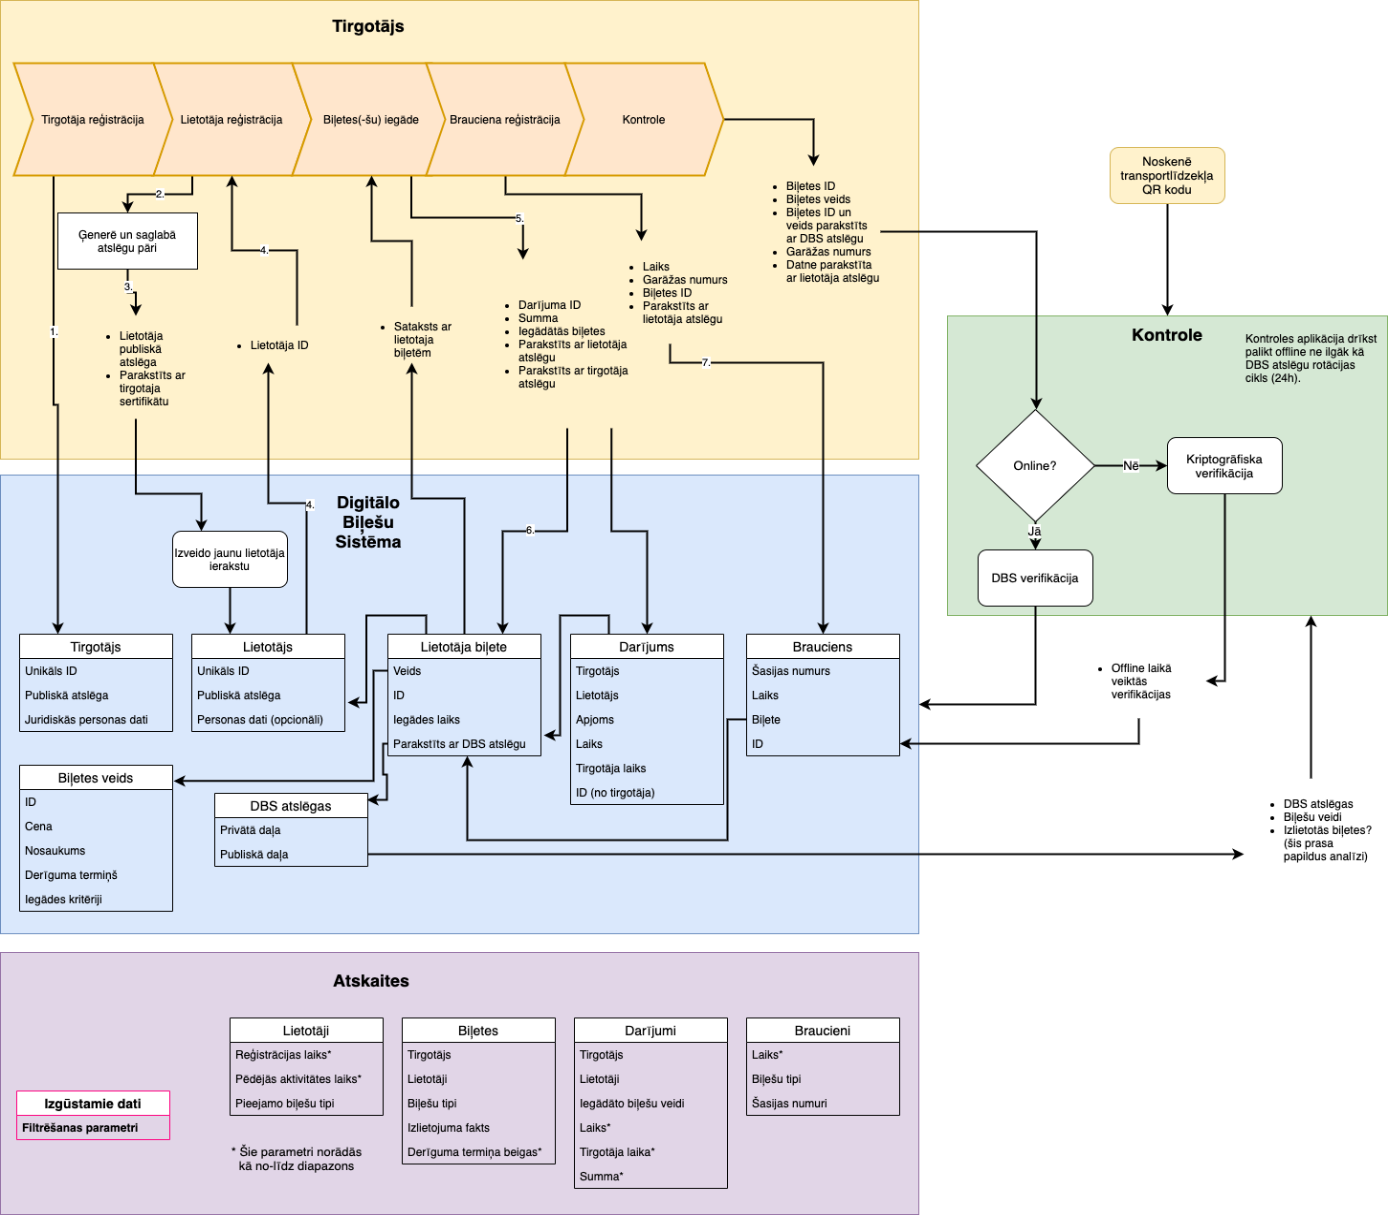 Tirgotājs
Tirgotāja reģistrācija
Lietotāja reģistrācija
Biļetes(-šu) iegāde
Brauciena reģistrācija
Kontrole
2.
Ģenerē un saglabā
atslēgu pāri
3.
1.
• Lietotāja
publiskā
atslēga
• Parakstīts ar
tirgotaja
sertifikātu
4.
• Lietotāja ID
• Sataksts ar
lietotaja
biļetēm
5.
• Darījuma ID
• Summa
• Iegādātās biļetes
• Parakstīts ar lietotāja
atslēgu
• Parakstīts ar tirgotāja
atslēgu
• Laiks
• Garāžas numurs
• Biļetes ID
• Parakstīts ar
lietotāja atslēgu
7.
• Biļetes ID
• Biļetes veids
• Biļetes ID un
veids parakstīts
ar DBS atslēgu
• Garāžas numurs
• Datne parakstīta
ar lietotāja atslēgu
Noskenē
transportlīdzekļa
QR kodu
Kontrole
Kontroles aplikācija drīkst
palikt offline ne ilgāk kā
DBS atslēgu rotācijas
cikls (24h).
Online?
Nē
Kriptogrāfiska
verifikācija
Jā
DBS verifikācija
• Offline laikā
veiktās
verifikācijas
• DBS atslēgas
• Biļešu veidi
• Izlietotās biļetes?
(šis prasa
papildus analīzi)
Digitālo
Biļešu
Sistēma
4.
6.
Izveido jaunu lietotāja
ierakstu
Tirgotājs
Unikāls ID
Publiskā atslēga
Juridiskās personas dati
Lietotājs
Unikāls ID
Publiskā atslēga
Personas dati (opcionāli)
Lietotāja biļete
Veids
ID
Iegādes laiks
Parakstīts ar DBS atslēgu
Darījums
Tirgotājs
Lietotājs
Apjoms
Laiks
Tirgotāja laiks
ID (no tirgotāja)
Brauciens
Šasijas numurs
Laiks
Biļete
ID
Biļetes veids
ID
Cena
Nosaukums
Derīguma termiņš
Iegādes kritēriji
DBS atslēgas
Privātā daļa
Publiskā daļa
Atskaites
Izgūstamie dati
Filtrēšanas parametri
Lietotāji
Reģistrācijas laiks*
Pēdējās aktivitātes laiks*
Pieejamo biļešu tipi
* Šie parametri norādās
kā no-līdz diapazons
Biļetes
Tirgotājs
Lietotāji
Biļešu tipi
Izlietojuma fakts
Derīguma termiņa beigas*
Darījumi
Tirgotājs
Lietotāji
Iegādāto biļešu veidi
Laiks*
Tirgotāja laika*
Summa*
Braucieni
Laiks*
Biļešu tipi
Šasijas numuri